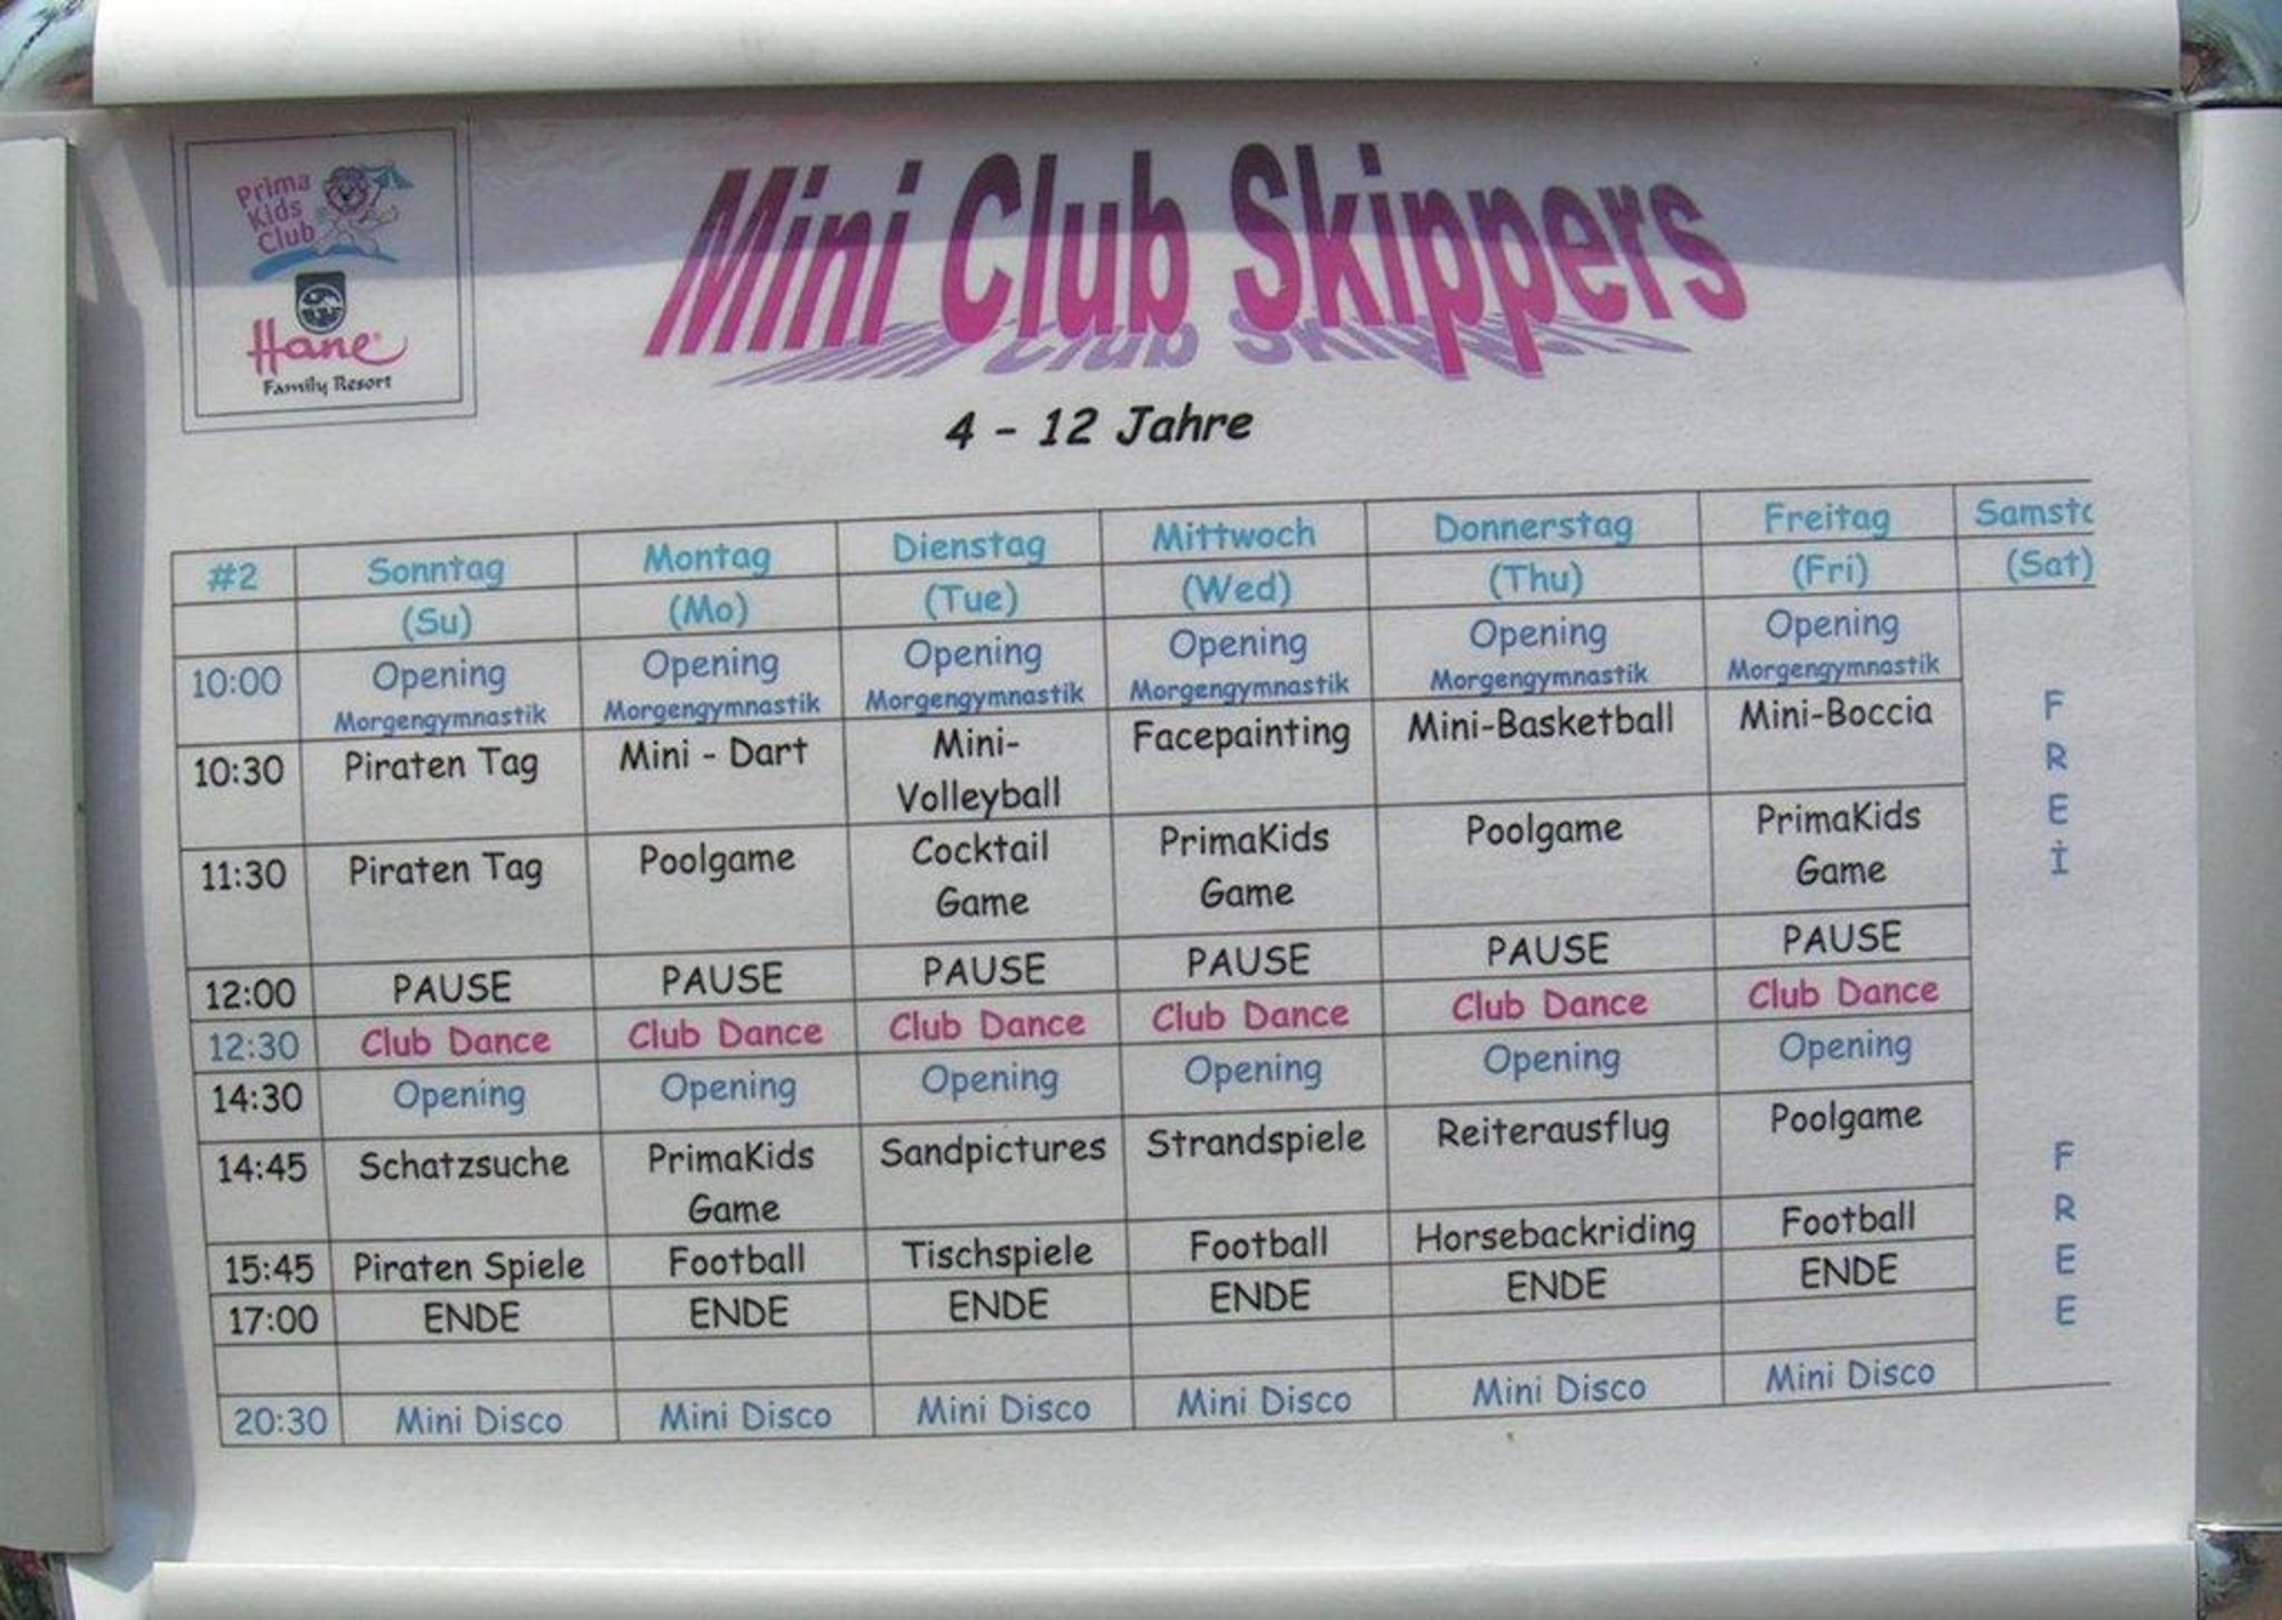 Prima
Kids
Club
Hane
Family Resort
Mini Club Skippers
4 - 12 Jahre
#2 Sonntag Montag Dienstag Mittwoch Donnerstag Freitag Samsta
(Su) (Mo) (Tue) (Wed) (Thu) (Fri) (Sat)
10:00 Opening Opening Opening Opening Opening Opening
Morgengymnastik Morgengymnastik Morgengymnastik Morgengymnastik Morgengymnastik Morgengymnastik
10:30 Piraten Tag Mini - Dart Mini- Facepainting Mini-Basketball Mini-Boccia
Volleyball
11:30 Piraten Tag Poolgame Cocktail PrimaKids Poolgame PrimaKids
Game Game Game
12:00 PAUSE PAUSE PAUSE PAUSE PAUSE PAUSE
12:30 Club Dance Club Dance Club Dance Club Dance Club Dance Club Dance
14:30 Opening Opening Opening Opening Opening Opening
14:45 Schatzsuche PrimaKids Sandpictures Strandspiele Reiterausflug Poolgame
Game
15:45 Piraten Spiele Football Tischspiele Football Horsebackriding Football
17:00 ENDE ENDE ENDE ENDE ENDE ENDE
20:30 Mini Disco Mini Disco Mini Disco Mini Disco Mini Disco Mini Disco
F
R
E
İ
F
R
E
E